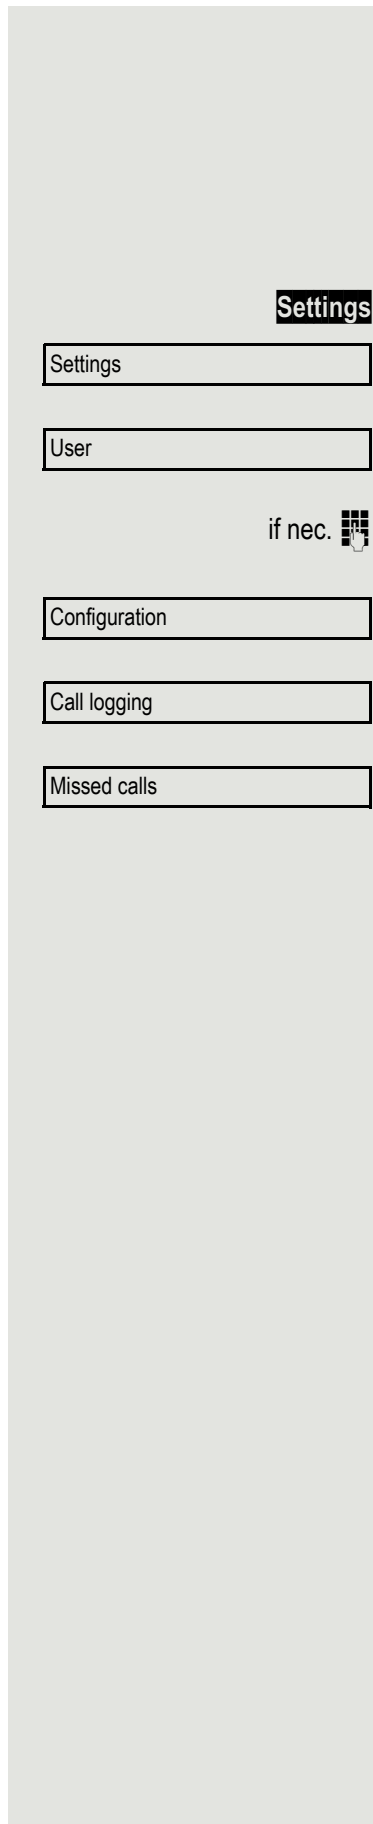 Settings
Settings
User
if nec.
Configuration
Call logging
Missed calls